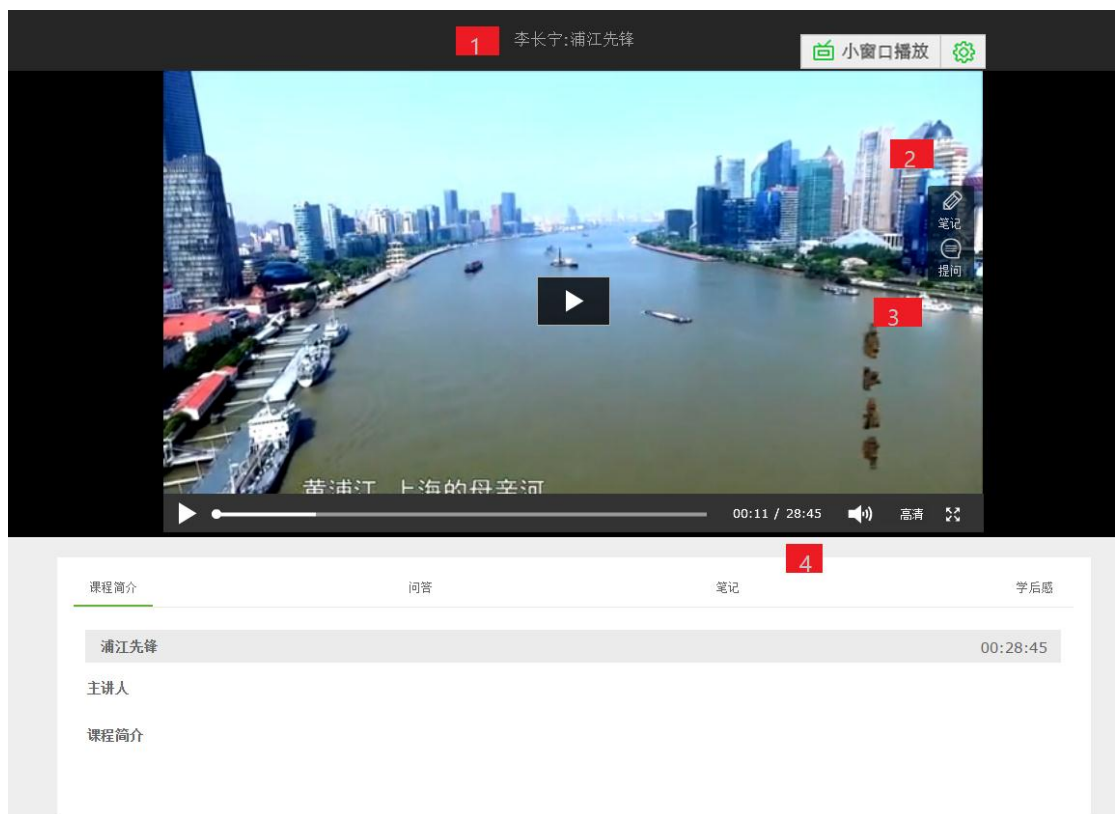 1 李长宁:浦江先锋
小窗口播放
2
笔记
提问
3
黄浦江 上海的母亲河
00:11 / 28:45 高清
4
课程简介 问答 笔记 学后感
浦江先锋 00:28:45
主讲人
课程简介